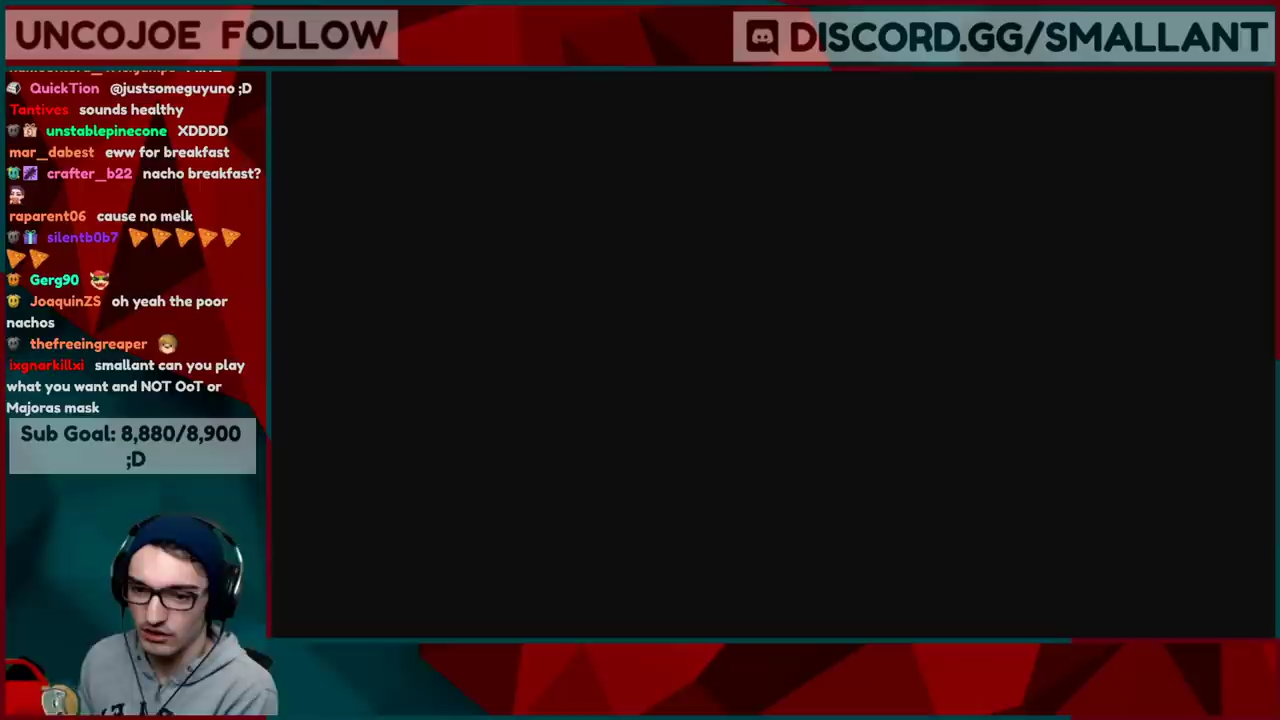 UNCOJOE FOLLOW
DISCORD.GG/SMALLANT
QuickTion @justsomeguyuno ;D
Tantives sounds healthy
unstablepinecone XDDDD
mar__dabest eww for breakfast
crafter__b22 nacho breakfast?
raparent06 cause no melk
silentb0b7
Gerg90
JoaquinZS oh yeah the poor
nachos
thefreeingreaper
ixgnarkillxi smallant can you play
what you want and NOT OoT or
Majoras mask
Sub Goal: 8,880/8,900
;D